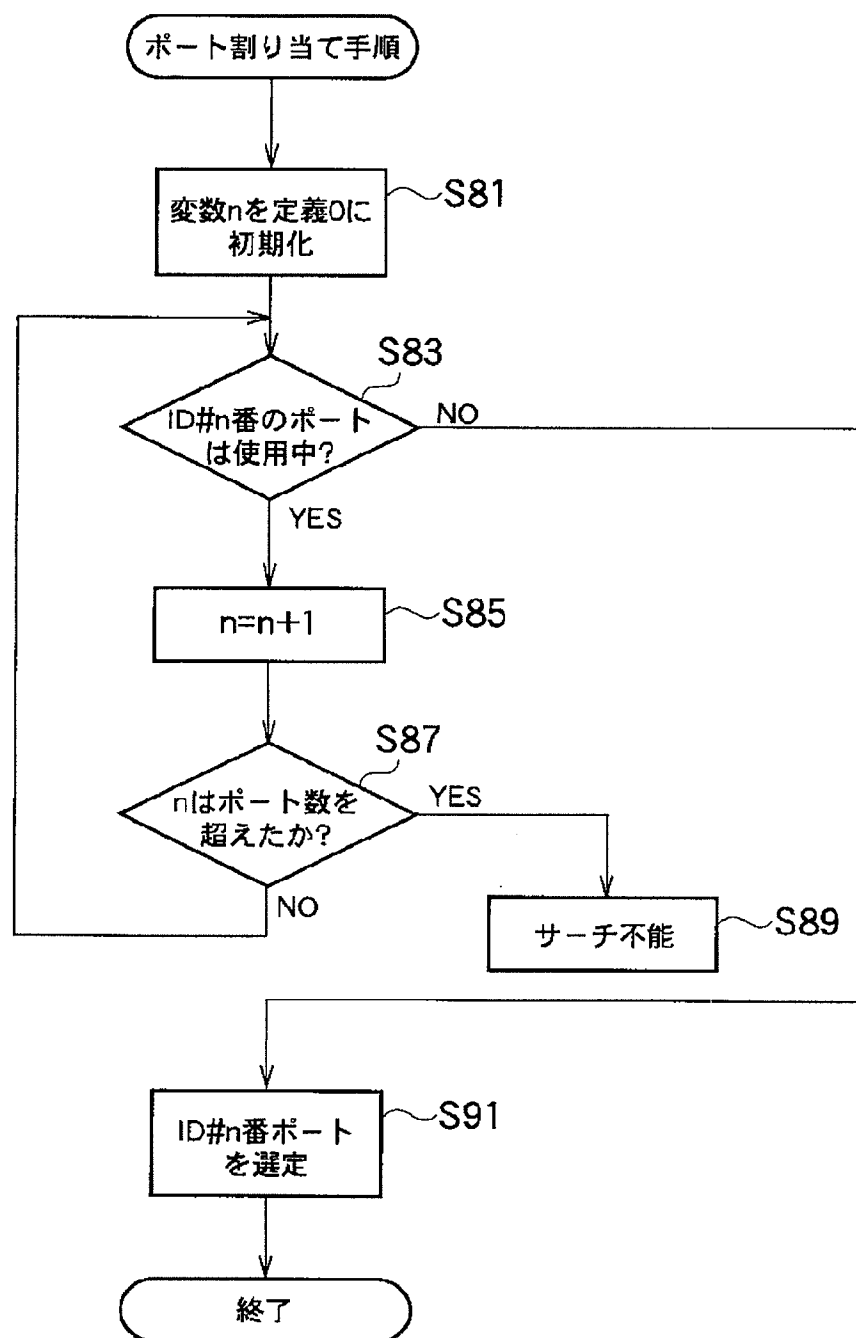 ポート割り当て手順
S81
変数nを定義0に
初期化
S83
ID#n番のポート
は使用中?
NO
YES
n=n+1
S85
S87
nはポート数を
超えたか?
YES
NO
サーチ不能
S89
ID#n番ポート
を選定
S91
終了